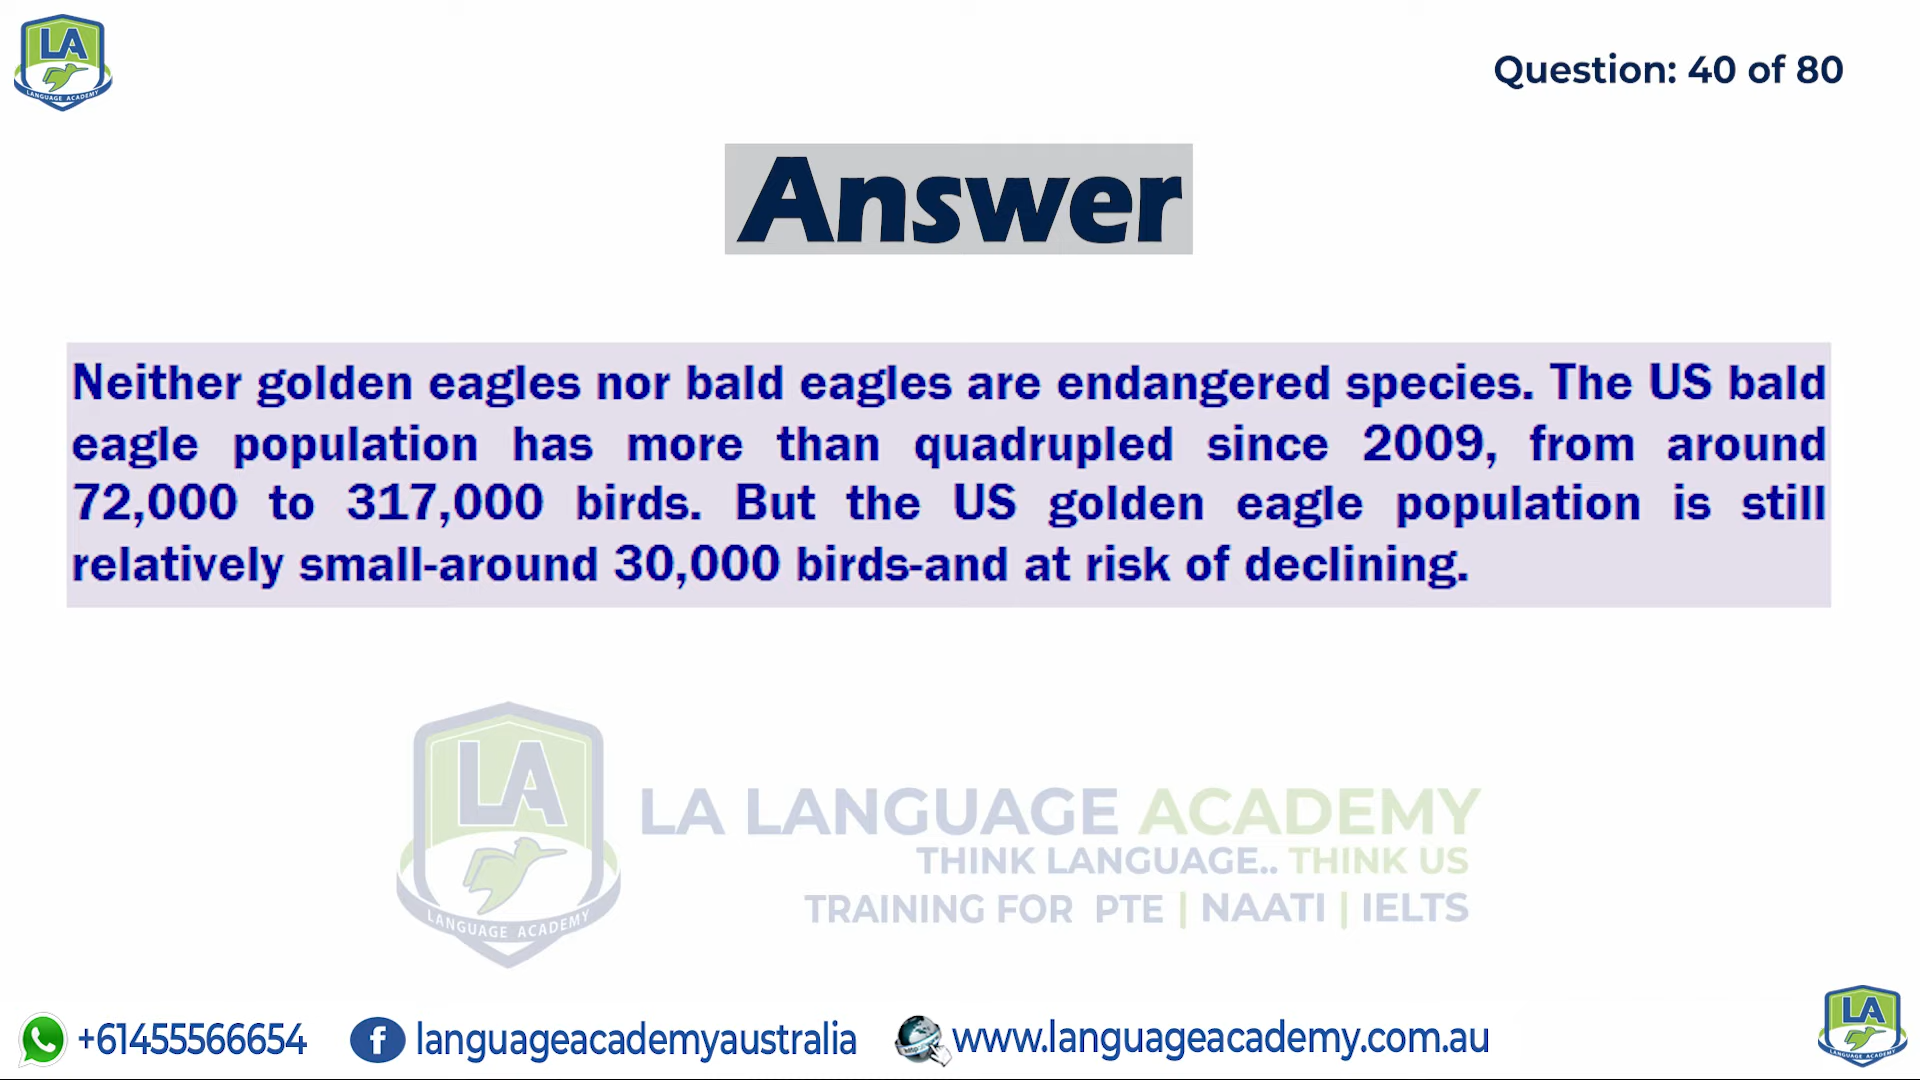 LA
LANGUAGE ACADEMY
Question: 40 of 80
Answer
Neither golden eagles nor bald eagles are endangered species. The US bald
eagle population has more than quadrupled since 2009, from around
72,000 to 317,000 birds. But the US golden eagle population is still
relatively small-around 30,000 birds-and at risk of declining.
LA
LANGUAGE ACADEMY
LA LANGUAGE ACADEMY
THINK LANGUAGE.. THINK US
TRAINING FOR PTE | NAATI | IELTS
+61455566654
f languageacademyaustralia
www.languageacademy.com.au
LA